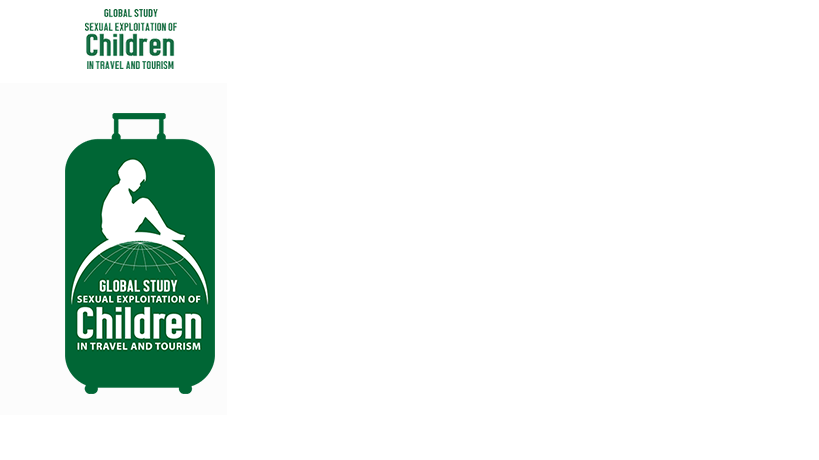 GLOBAL STUDY
SEXUAL EXPLOITATION OF
Children
IN TRAVEL AND TOURISM
GLOBAL STUDY
SEXUAL EXPLOITATION OF
Children
IN TRAVEL AND TOURISM